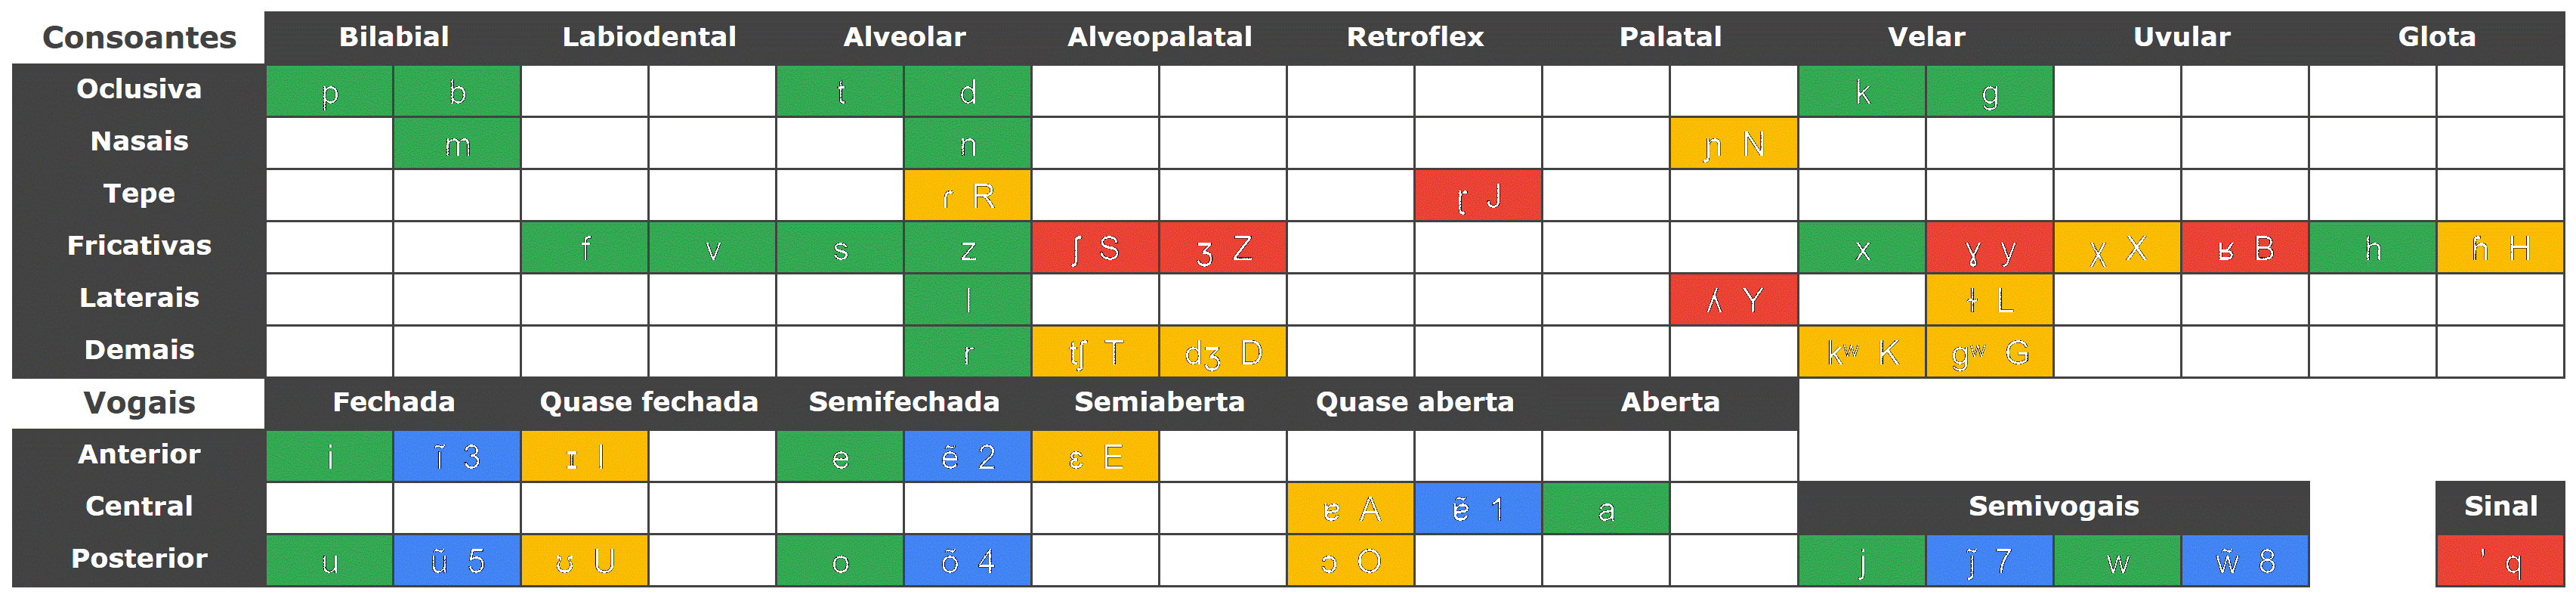 Consoantes Bilabial Labiodental Alveolar Alveopalatal Retroflex Palatal Velar Uvular Glota
Oclusiva p b t d k g
Nasais m n ɲ N
Tepe ɾ R ɽ J
Fricativas f v s z ʃ S ʒ Z x ɣ y χ X ʁ B h ɦ H
Laterais l ʎ Y ɫ L
Demais r tʃ T dʒ D kʷ K gʷ G
Vogais Fechada Quase fechada Semifechada Semiaberta Quase aberta Aberta
Anterior i ĩ 3 ɪ I e ẽ 2 ɛ E
Central ɐ A ɐ̃ 1 a Semivogais Sinal
Posterior u ũ 5 ʊ U o õ 4 ɔ O j j̃ 7 w w̃ 8 ' q